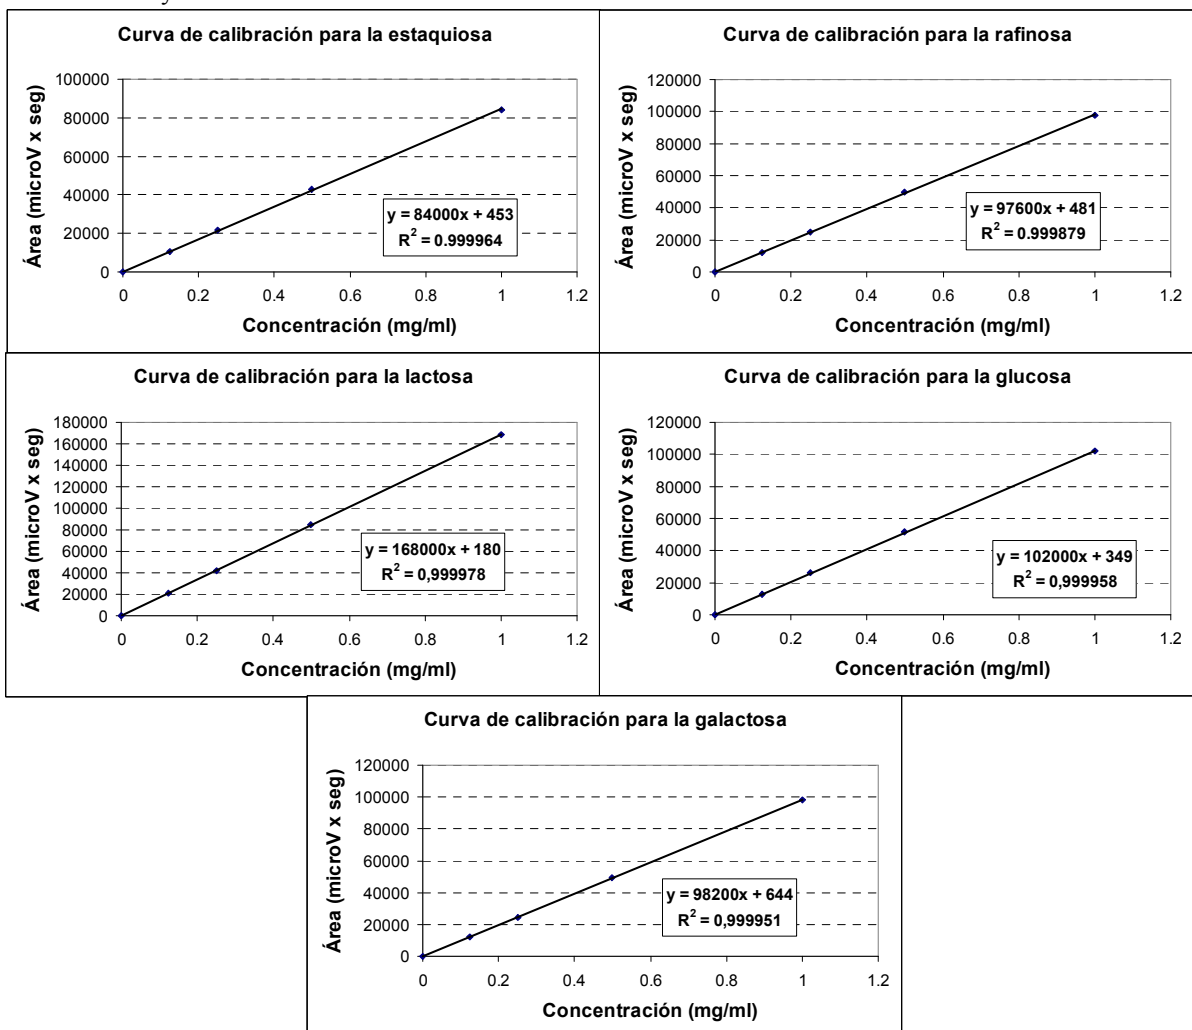 Curva de calibración para la estaquiosa
Área (microV x seg)
100000
80000
60000
40000
20000
0
y = 84000x + 453
R² = 0.999964
0 0.2 0.4 0.6 0.8 1 1.2
Concentración (mg/ml)
Curva de calibración para la rafinosa
Área (microV x seg)
120000
100000
80000
60000
40000
20000
0
y = 97600x + 481
R² = 0.999879
0 0.2 0.4 0.6 0.8 1 1.2
Concentración (mg/ml)
Curva de calibración para la lactosa
Área (microV x seg)
180000
160000
140000
120000
100000
80000
60000
40000
20000
0
y = 168000x + 180
R² = 0,999978
0 0.2 0.4 0.6 0.8 1 1.2
Concentración (mg/ml)
Curva de calibración para la glucosa
Área (microV x seg)
120000
100000
80000
60000
40000
20000
0
y = 102000x + 349
R² = 0,999958
0 0.2 0.4 0.6 0.8 1 1.2
Concentración (mg/ml)
Curva de calibración para la galactosa
Área (microV x seg)
120000
100000
80000
60000
40000
20000
0
y = 98200x + 644
R² = 0,999951
0 0.2 0.4 0.6 0.8 1 1.2
Concentración (mg/ml)